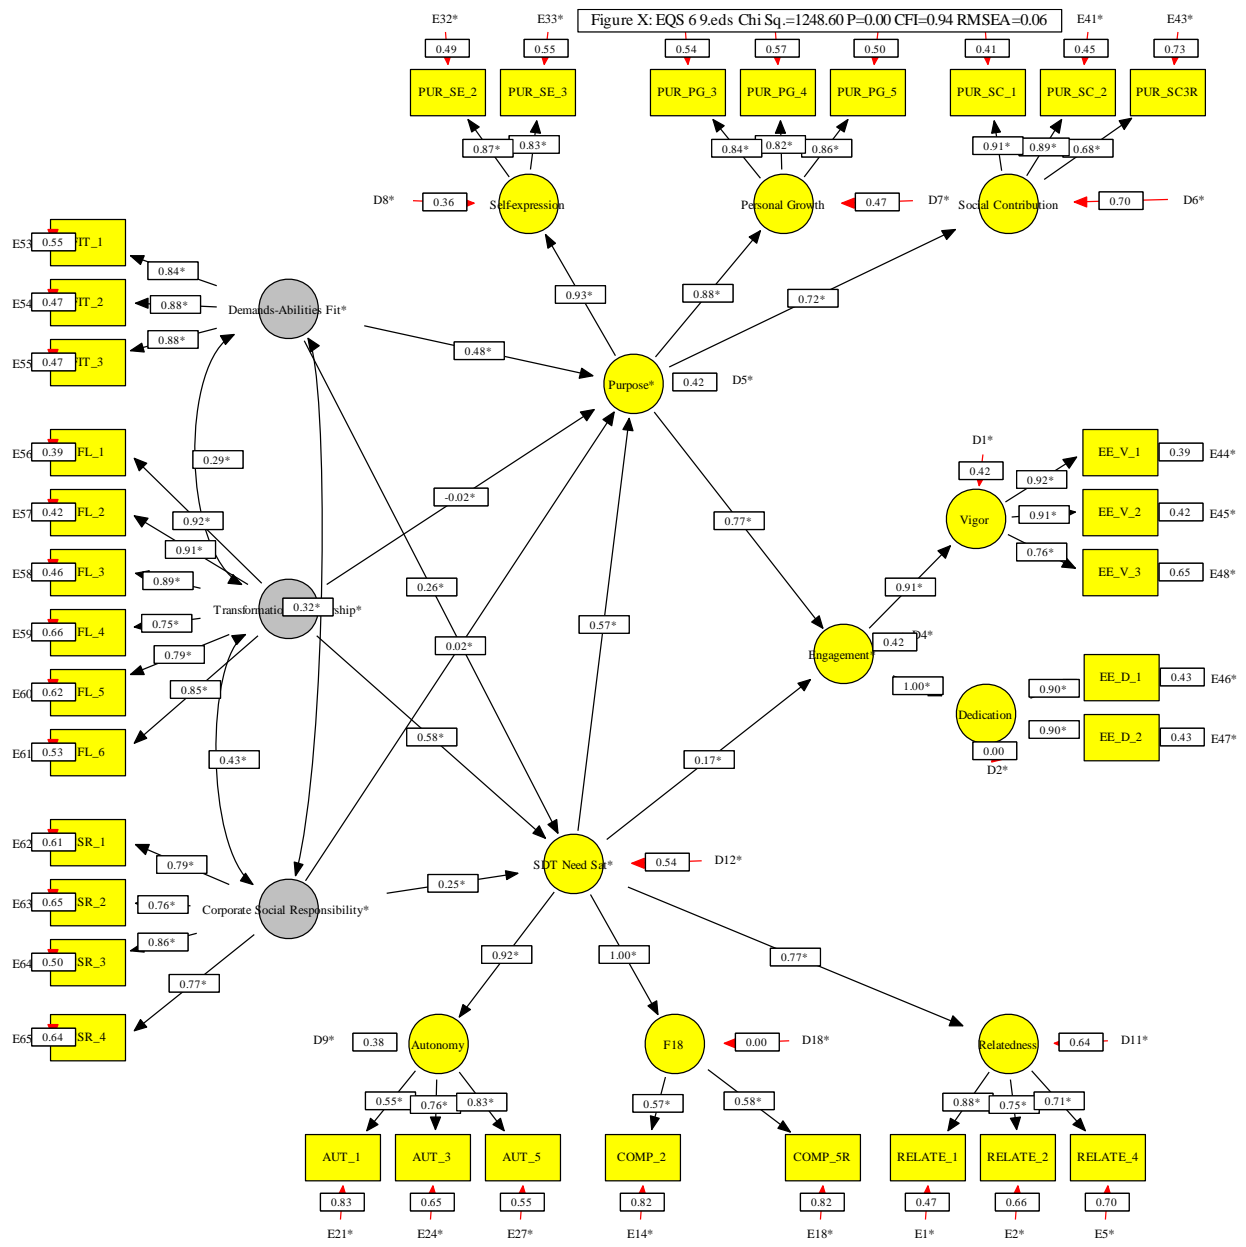 Figure X: EQS 6 9.eds Chi Sq.=1248.60 P=0.00 CFI=0.94 RMSEA=0.06
E32* E33* E41* E43*
0.49 0.55 0.54 0.57 0.50 0.41 0.45 0.73
PUR_SE_2 PUR_SE_3 PUR_PG_3 PUR_PG_4 PUR_PG_5 PUR_SC_1 PUR_SC_2 PUR_SC3R
0.87* 0.83* 0.84* 0.82* 0.86* 0.91* 0.89* 0.68*
D8* 0.36 Self-expression Personal Growth 0.47 D7* Social Contribution 0.70 D6*
E53 0.55 IT_1
0.84*
E54 0.47 IT_2 0.88* Demands-Abilities Fit* 0.93* 0.88* 0.72*
0.88*
E55 0.47 IT_3 0.48*
Purpose* 0.42 D5*
E56 0.39 FL_1 0.29* D1* EE_V_1 0.39 E44*
0.42 0.92*
-0.02*
E57 0.42 FL_2 0.92* 0.77* Vigor 0.91* EE_V_2 0.42 E45*
0.91* 0.76*
E58 0.46 FL_3 0.89* 0.26* 0.91* EE_V_3 0.65 E48*
Transformatio 0.32* rship*
E59 0.66 FL_4 0.75* 0.57*
0.79* 0.02* 0.42 D4*
Engagement*
E60 0.62 FL_5 0.85* 1.00* 0.90* EE_D_1 0.43 E46*
Dedication
E61 0.53 FL_6 0.58* 0.90* EE_D_2 0.43 E47*
0.43* 0.17* 0.00
D2*
E62 0.61 SR_1
0.79* SDT Need Sat* 0.54 D12*
0.25*
E63 0.65 SR_2 0.76* Corporate Social Responsibility*
0.86*
E64 0.50 SR_3 0.92* 1.00* 0.77*
0.77*
E65 0.64 SR_4 D9* 0.38 Autonomy F18 0.00 D18* Relatedness 0.64 D11*
0.55* 0.76* 0.83* 0.57* 0.58* 0.88* 0.75* 0.71*
AUT_1 AUT_3 AUT_5 COMP_2 COMP_5R RELATE_1 RELATE_2 RELATE_4
0.83 0.65 0.55 0.82 0.82 0.47 0.66 0.70
E21* E24* E27* E14* E18* E1* E2* E5*